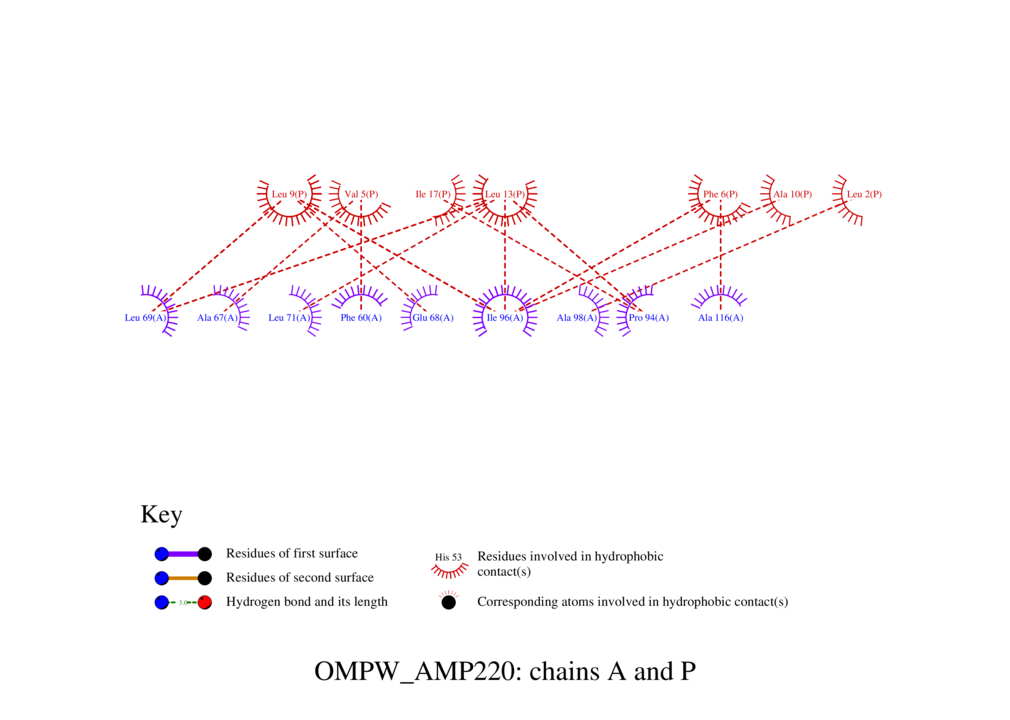 Leu 9(P) Val 5(P) Ile 17(P) Leu 13(P) Phe 6(P) Ala 10(P) Leu 2(P)
Leu 69(A) Ala 67(A) Leu 71(A) Phe 60(A) Glu 68(A) Ile 96(A) Ala 98(A) Pro 94(A) Ala 116(A)
Key
Residues of first surface
Residues of second surface
3.0
Hydrogen bond and its length
His 53
Residues involved in hydrophobic
contact(s)
Corresponding atoms involved in hydrophobic contact(s)
OMPW_AMP220: chains A and P